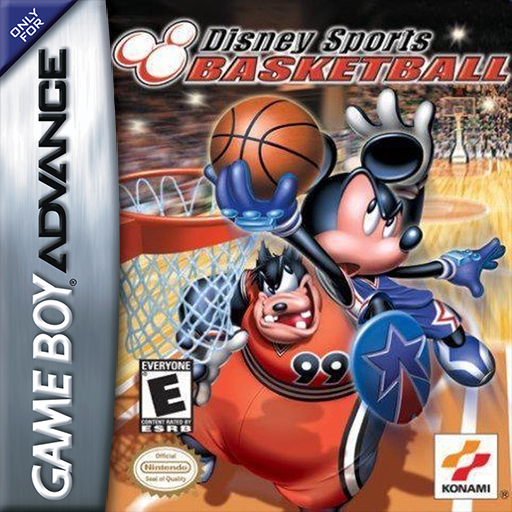 ONLY
FOR
GAME BOY ADVANCE
Disney Sports
BASKETBALL
99
EVERYONE
E
CONTENT RATED BY
ESRB
Official
Nintendo
Seal of Quality
KONAMI